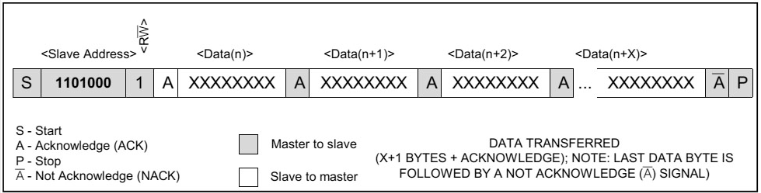 <Slave Address> <RW̅> <Data(n)> <Data(n+1)> <Data(n+2)> <Data(n+X)>
S 1101000 1 A XXXXXXXX A XXXXXXXX A XXXXXXXX A ... XXXXXXXX A̅ P
S - Start
A - Acknowledge (ACK)
P - Stop
A̅ - Not Acknowledge (NACK)
Master to slave
Slave to master
DATA TRANSFERRED
(X+1 BYTES + ACKNOWLEDGE); NOTE: LAST DATA BYTE IS
FOLLOWED BY A NOT ACKNOWLEDGE (A̅) SIGNAL)